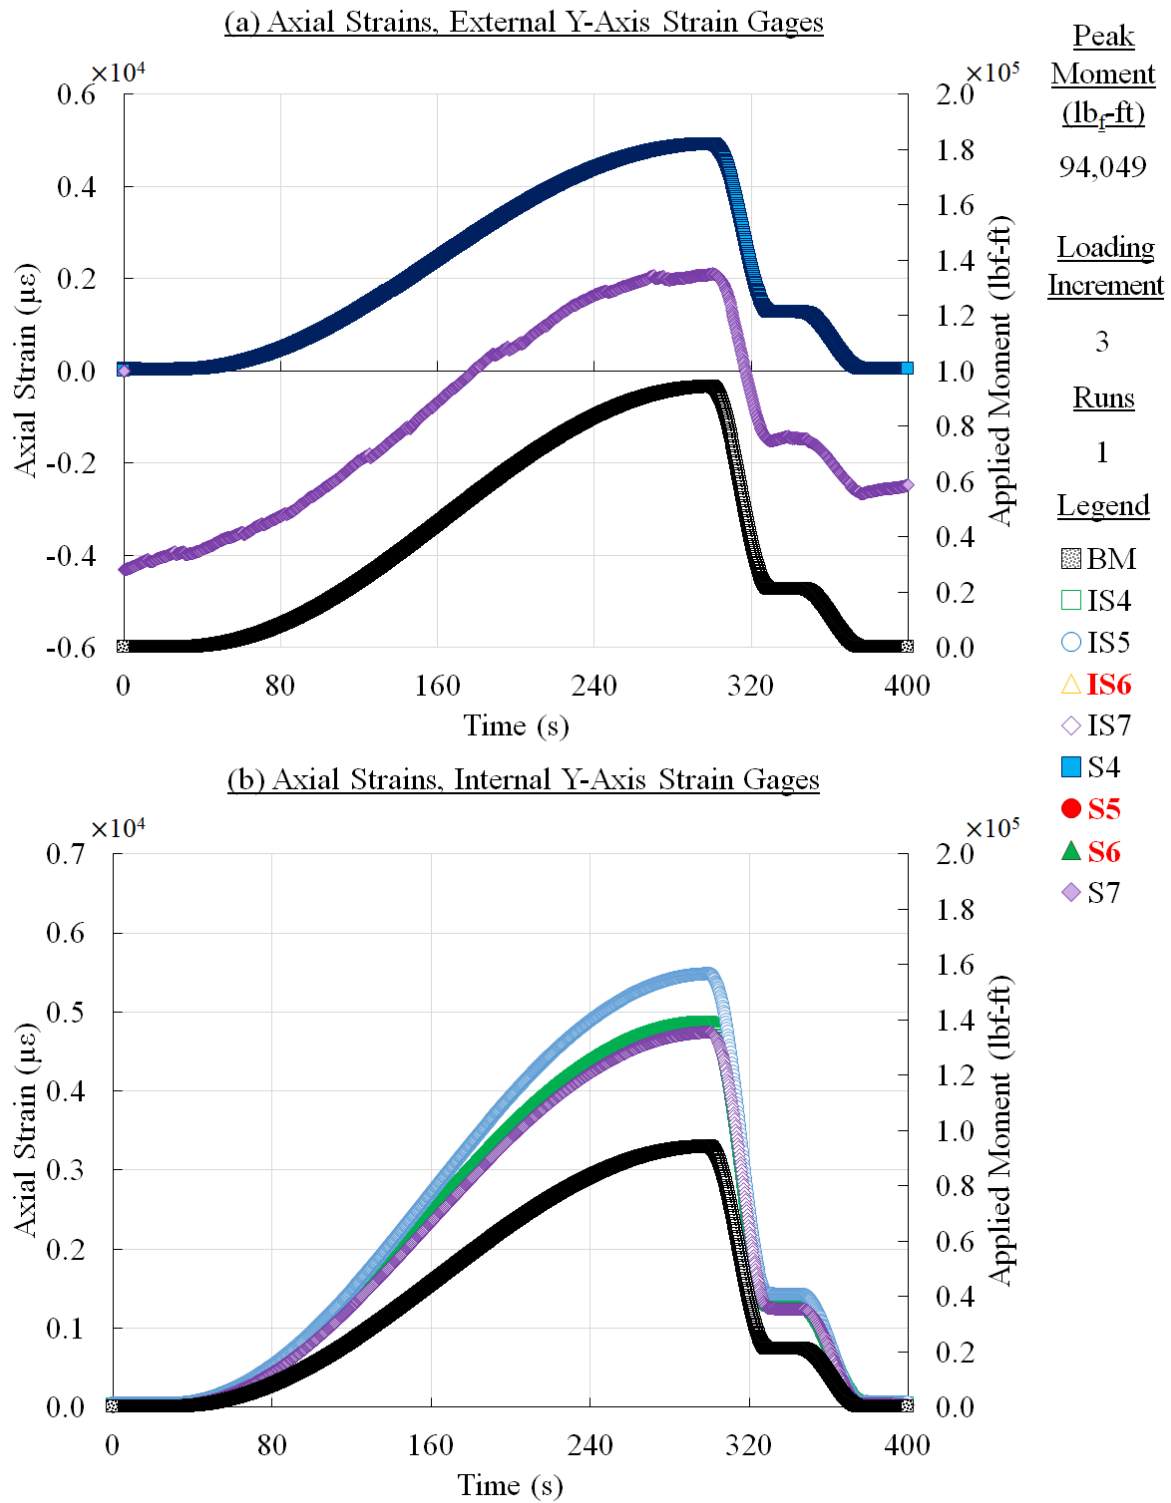 (a) Axial Strains, External Y-Axis Strain Gages
×10⁴
×10⁵
0.6
0.4
0.2
0.0
-0.2
-0.4
-0.6
Axial Strain (με)
2.0
1.8
1.6
1.4
1.2
1.0
0.8
0.6
0.4
0.2
0.0
Applied Moment (lbf-ft)
0
80
160
240
320
400
Time (s)
(b) Axial Strains, Internal Y-Axis Strain Gages
×10⁴
×10⁵
0.7
0.6
0.5
0.4
0.3
0.2
0.1
0.0
Axial Strain (με)
2.0
1.8
1.6
1.4
1.2
1.0
0.8
0.6
0.4
0.2
0.0
Applied Moment (lbf-ft)
0
80
160
240
320
400
Time (s)
Peak
Moment
(lbf-ft)
94,049
Loading
Increment
3
Runs
1
Legend
BM
IS4
IS5
IS6
IS7
S4
S5
S6
S7